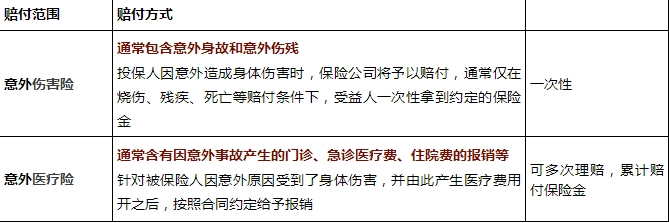 赔付范围 赔付方式
通常包含意外身故和意外伤残
投保人因意外造成身体伤害时，保险公司将予以赔付，通常仅在
意外伤害险 一次性
烧伤、残疾、死亡等赔付条件下，受益人一次性拿到约定的保险
金
通常含有因意外事故产生的门诊、急诊医疗费、住院费的报销等
意外医疗险
针对被保险人因意外原因受到了身体伤害，并由此产生医疗费用
开之后，按照合同约定给予报销
可多次理赔，累计赔
付保险金